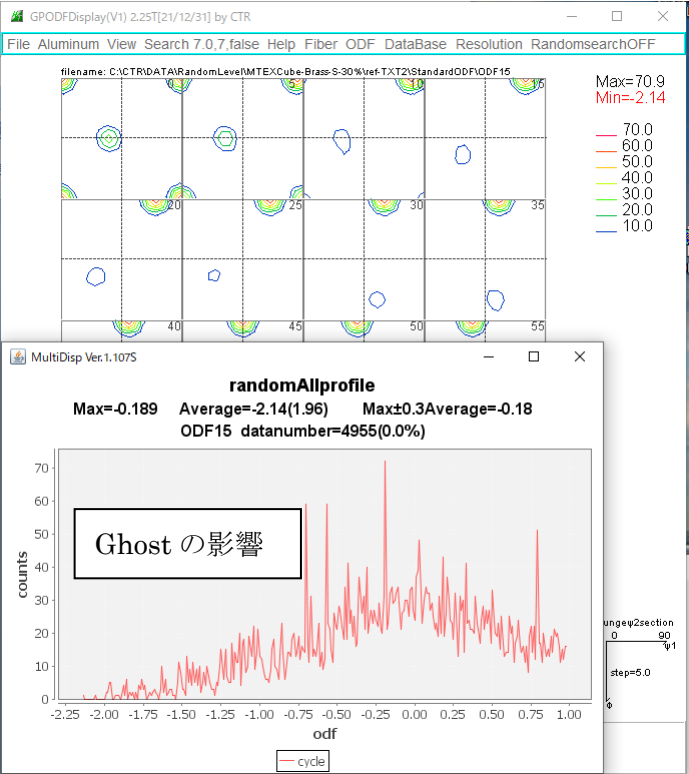 GPODFDisplay(V1) 2.25T[21/12/31] by CTR
File Aluminum View Search 7.0,7,false Help Fiber ODF DataBase Resolution RandomsearchOFF
filename: C:\CTR\DATA\RandomLevel\MTEXCube-Brass-S-30%\ref-TXT2\StandardODF\ODF15
0 5 10 15
Max=70.9
Min=-2.14
70.0
60.0
50.0
40.0
30.0
20.0
10.0
20 25 30 35
40 45 50 55
MultiDisp Ver.1.107S
randomAllprofile
Max=-0.189 Average=-2.14(1.96) Max±0.3Average=-0.18
ODF15 datanumber=4955(0.0%)
70
60
50
40
30
20
10
0
counts
Ghost の影響
-2.25 -2.00 -1.75 -1.50 -1.25 -1.00 -0.75 -0.50 -0.25 0.00 0.25 0.50 0.75 1.00
odf
cycle
ungeψ2section
0 90
ψ1
step=5.0
Φ